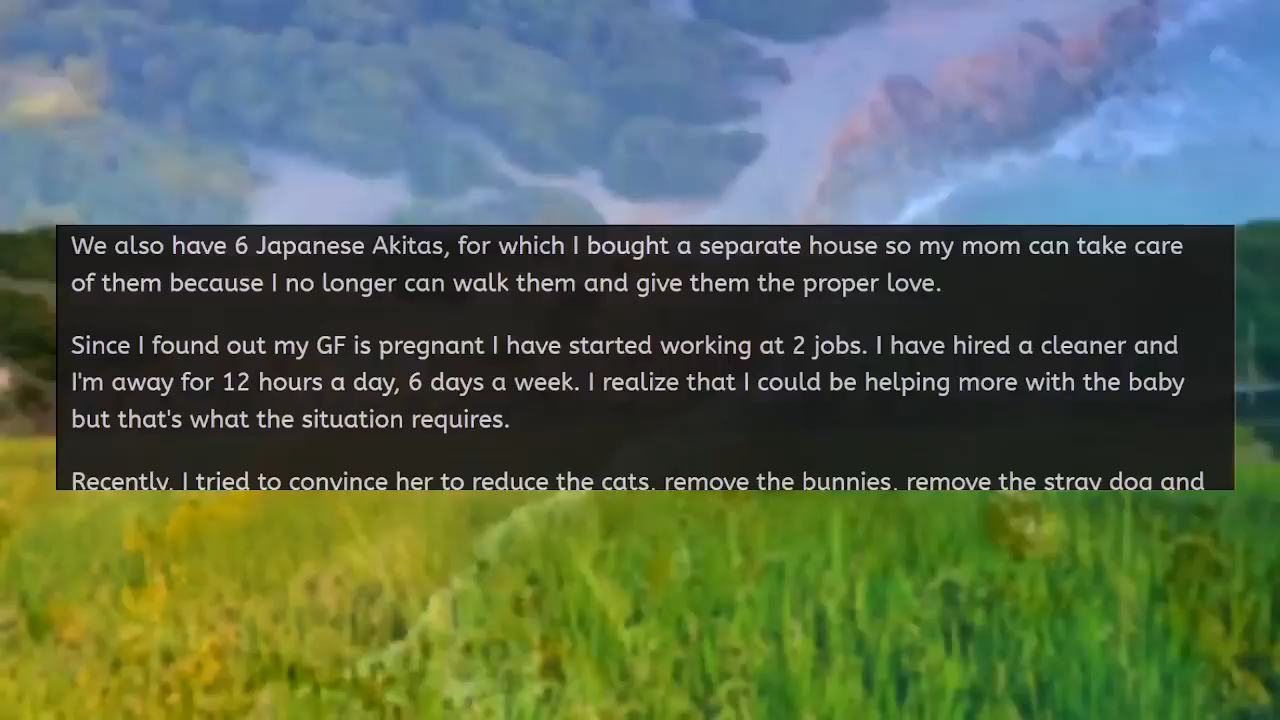 We also have 6 Japanese Akitas, for which I bought a separate house so my mom can take care
of them because I no longer can walk them and give them the proper love.
Since I found out my GF is pregnant I have started working at 2 jobs. I have hired a cleaner and
I'm away for 12 hours a day, 6 days a week. I realize that I could be helping more with the baby
but that's what the situation requires.
Recently, I tried to convince her to reduce the cats, remove the bunnies, remove the stray dog and